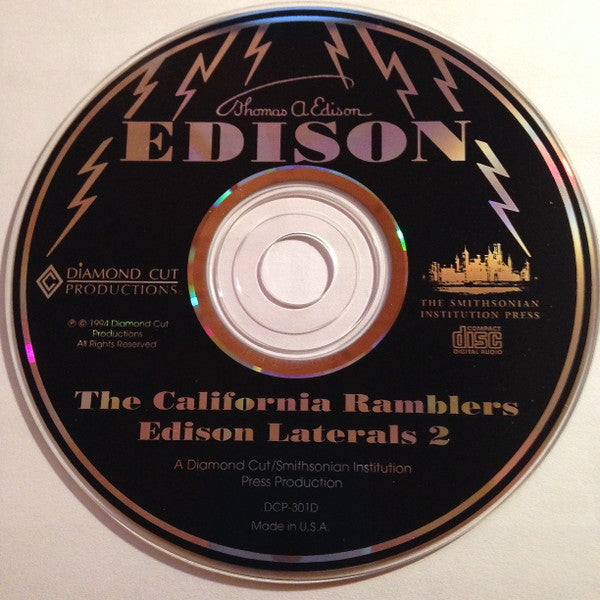 Thomas A. Edison
EDISON
DIAMOND CUT
PRODUCTIONS
℗ © 1994 Diamond Cut
Productions
All Rights Reserved
THE SMITHSONIAN
INSTITUTION PRESS
COMPACT
disc
DIGITAL AUDIO
The California Ramblers
Edison Laterals 2
A Diamond Cut/Smithsonian Institution
Press Production
DCP-301D
Made in U.S.A.